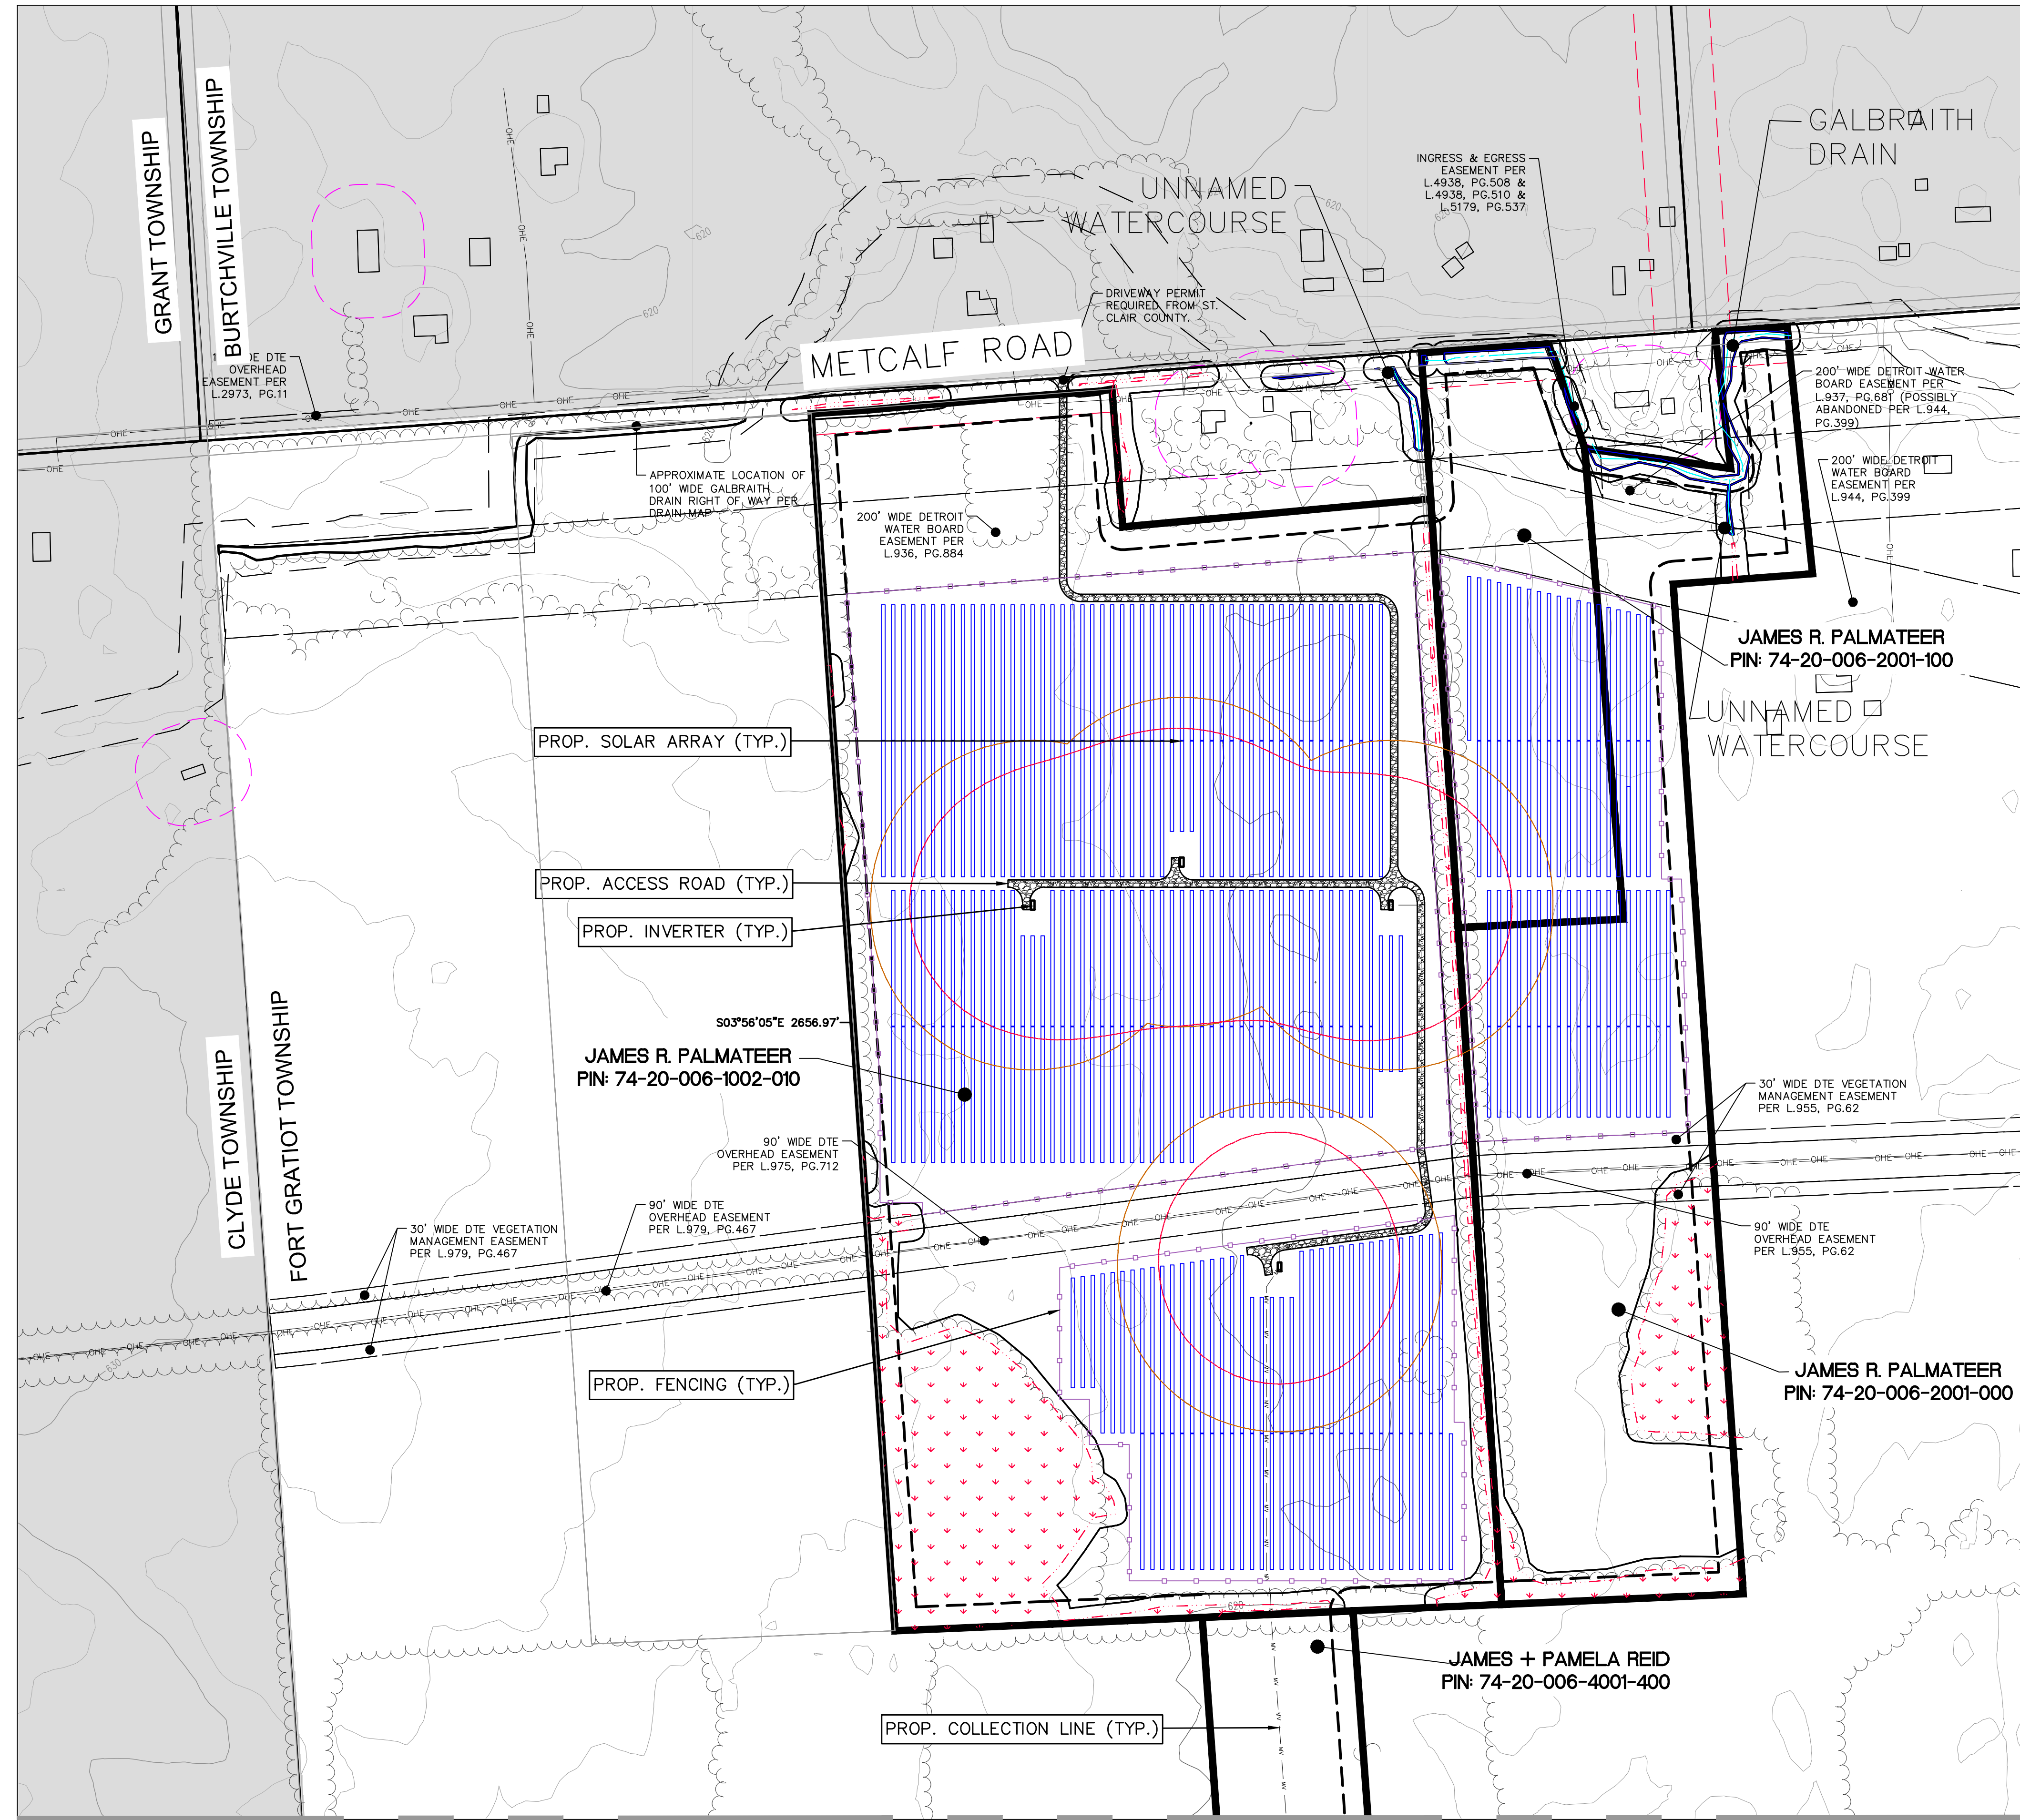 GRANT TOWNSHIP
BURTCHVILLE TOWNSHIP
UNNAMED
WATERCOURSE
INGRESS & EGRESS
EASEMENT PER
L.4938, PG.508 &
L.4938, PG.510 &
L.5179, PG.537
GALBRAITH
DRAIN
DRIVEWAY PERMIT
REQUIRED FROM ST.
CLAIR COUNTY.
METCALF ROAD
WIDE DTE
OVERHEAD
EASEMENT PER
L.2973, PG.11
200' WIDE DETROIT WATER
BOARD EASEMENT PER
L.937, PG.681 (POSSIBLY
ABANDONED PER L.944,
PG.399)
200' WIDE DETROIT
WATER BOARD
EASEMENT PER
L.944, PG.399
APPROXIMATE LOCATION OF
100' WIDE GALBRAITH
DRAIN RIGHT OF WAY PER
DRAIN MAP
200' WIDE DETROIT
WATER BOARD
EASEMENT PER
L.936, PG.884
JAMES R. PALMATEER
PIN: 74-20-006-2001-100
UNNAMED
WATERCOURSE
PROP. SOLAR ARRAY (TYP.)
PROP. ACCESS ROAD (TYP.)
PROP. INVERTER (TYP.)
S03°56'05"E 2656.97'
JAMES R. PALMATEER
PIN: 74-20-006-1002-010
CLYDE TOWNSHIP
FORT GRATIOT TOWNSHIP
30' WIDE DTE VEGETATION
MANAGEMENT EASEMENT
PER L.955, PG.62
90' WIDE DTE
OVERHEAD EASEMENT
PER L.975, PG.712
90' WIDE DTE
OVERHEAD EASEMENT
PER L.979, PG.467
30' WIDE DTE VEGETATION
MANAGEMENT EASEMENT
PER L.979, PG.467
90' WIDE DTE
OVERHEAD EASEMENT
PER L.955, PG.62
PROP. FENCING (TYP.)
JAMES R. PALMATEER
PIN: 74-20-006-2001-000
JAMES + PAMELA REID
PIN: 74-20-006-4001-400
PROP. COLLECTION LINE (TYP.)
620
620
620
620
620
630
OHE
MV